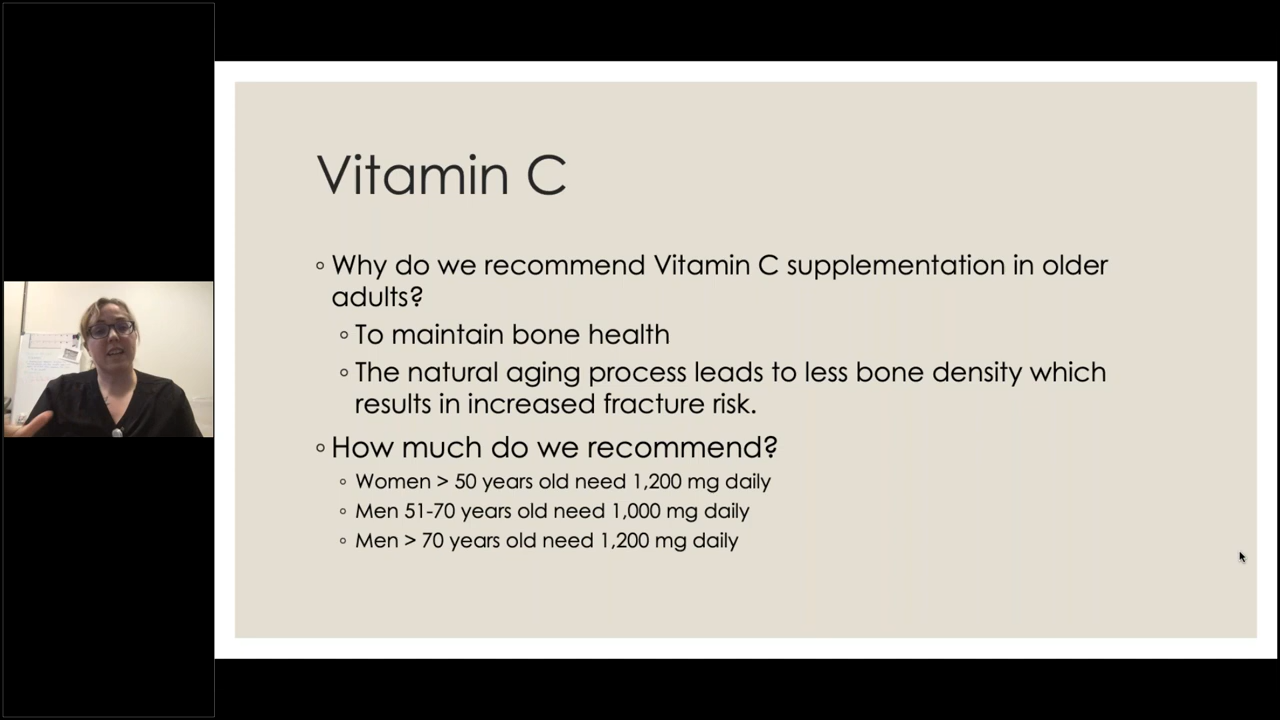 Vitamin C
◦ Why do we recommend Vitamin C supplementation in older
adults?
◦ To maintain bone health
◦ The natural aging process leads to less bone density which
results in increased fracture risk.
◦ How much do we recommend?
◦ Women > 50 years old need 1,200 mg daily
◦ Men 51-70 years old need 1,000 mg daily
◦ Men > 70 years old need 1,200 mg daily